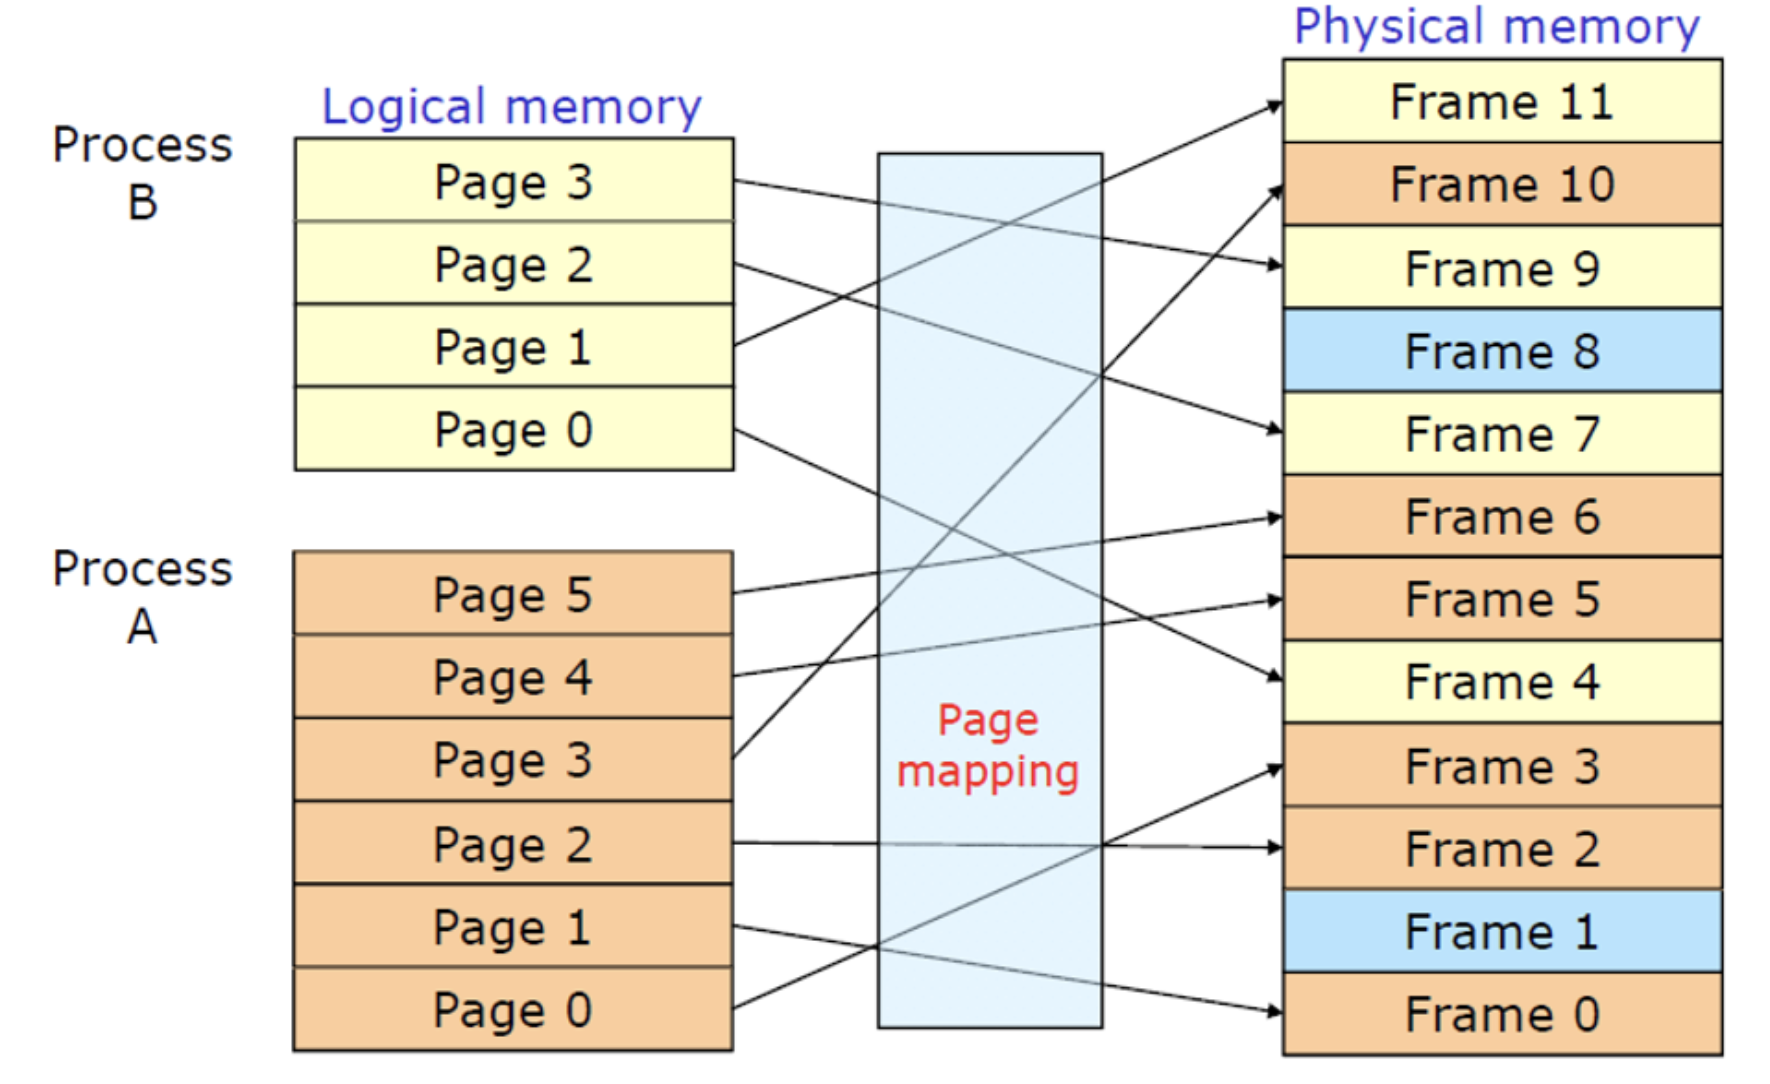 Physical memory
Logical memory
Process
B
Page 3
Page 2
Page 1
Page 0
Process
A
Page 5
Page 4
Page 3
Page 2
Page 1
Page 0
Page
mapping
Frame 11
Frame 10
Frame 9
Frame 8
Frame 7
Frame 6
Frame 5
Frame 4
Frame 3
Frame 2
Frame 1
Frame 0